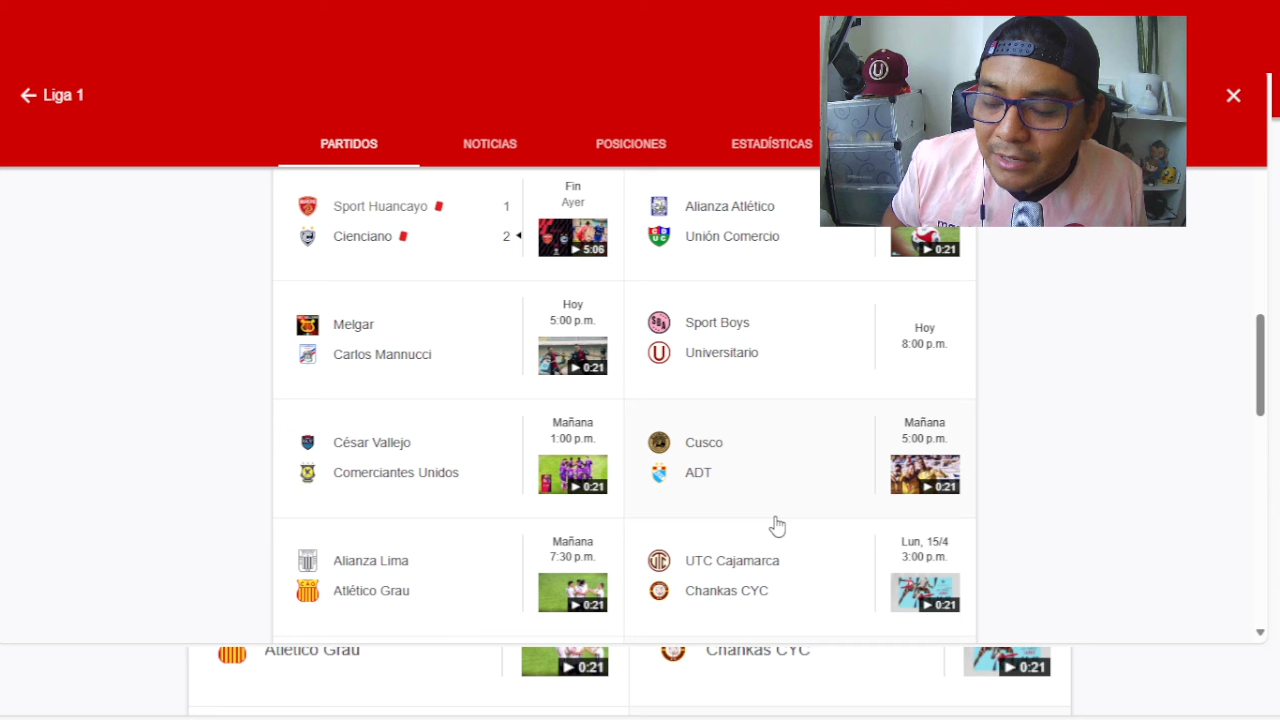 Liga 1
PARTIDOS
NOTICIAS
POSICIONES
ESTADÍSTICAS
Sport Huancayo 1
Cienciano 2
Fin
Ayer
5:06
Alianza Atlético
Unión Comercio
0:21
Melgar
Carlos Mannucci
Hoy
5:00 p.m.
0:21
Sport Boys
Universitario
Hoy
8:00 p.m.
César Vallejo
Comerciantes Unidos
Mañana
1:00 p.m.
0:21
Cusco
ADT
Mañana
5:00 p.m.
0:21
Alianza Lima
Atlético Grau
Mañana
7:30 p.m.
0:21
UTC Cajamarca
Chankas CYC
Lun, 15/4
3:00 p.m.
0:21
Atlético Grau
0:21
Chankas CYC
0:21